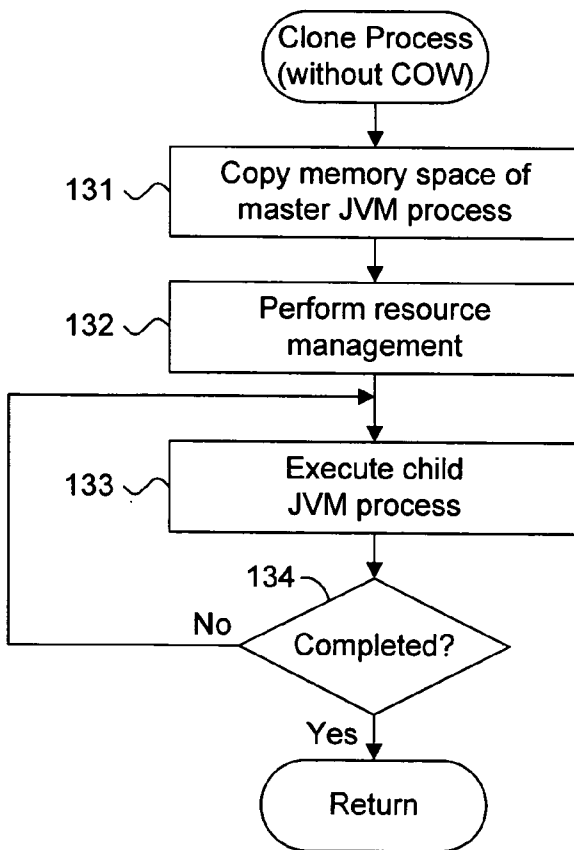 Clone Process
(without COW)
131
Copy memory space of
master JVM process
132
Perform resource
management
133
Execute child
JVM process
134
No
Completed?
Yes
Return